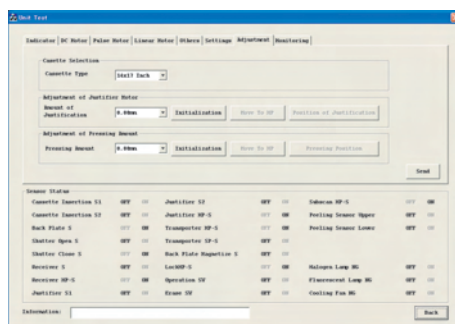 Unit Test
Indicator DC Motor Pulse Motor Linear Motor Others Settings Adjustment Monitoring
Cassette Selection
Cassette Type 14x17 Inch
Adjustment of Justifier Motor
Amount of Justification 0.00mm Initialization Move To HP Position of Justification
Adjustment of Pressing Amount
Pressing Amount 0.00mm Initialization Move To HP Pressing Position
Send
Sensor Status
Cassette Insertion S1 OFF ON Justifier S2 OFF ON Subscan HP-S OFF ON
Cassette Insertion S2 OFF ON Justifier HP-S OFF ON Peeling Sensor Upper OFF ON
Back Plate S OFF ON Transporter HP-S OFF ON Peeling Sensor Lower OFF ON
Shutter Open S OFF ON Transporter SP-S OFF ON
Shutter Close S OFF ON Back Plate Magnetize S OFF ON
Receiver S OFF ON LockHP-S OFF ON Halogen Lamp NG OFF ON
Receiver HP-S OFF ON Operation SW OFF ON Fluorescent Lamp NG OFF ON
Justifier S1 OFF ON Erase SW OFF ON Cooling Fan NG OFF ON
Information: Back